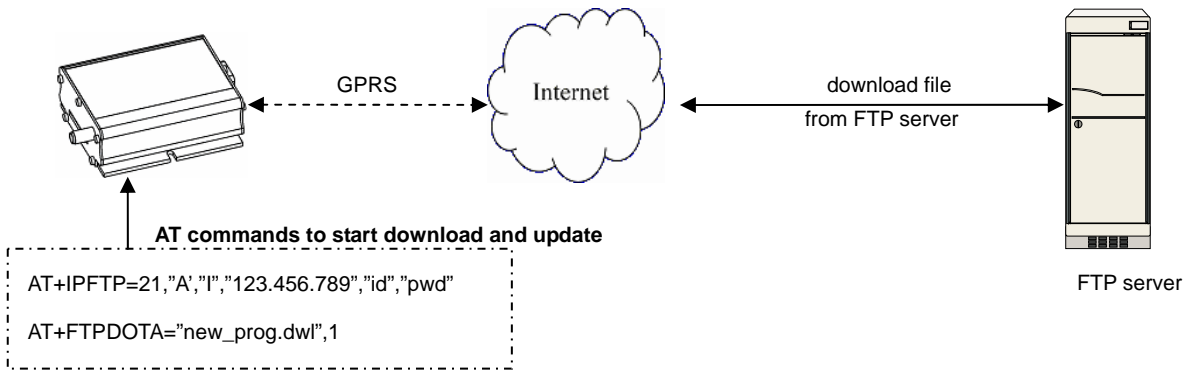 GPRS
Internet
download file
from FTP server
AT commands to start download and update
AT+IPFTP=21,”A’,”I”,”123.456.789”,”id”,”pwd”
AT+FTPDOTA=”new_prog.dwl”,1
FTP server